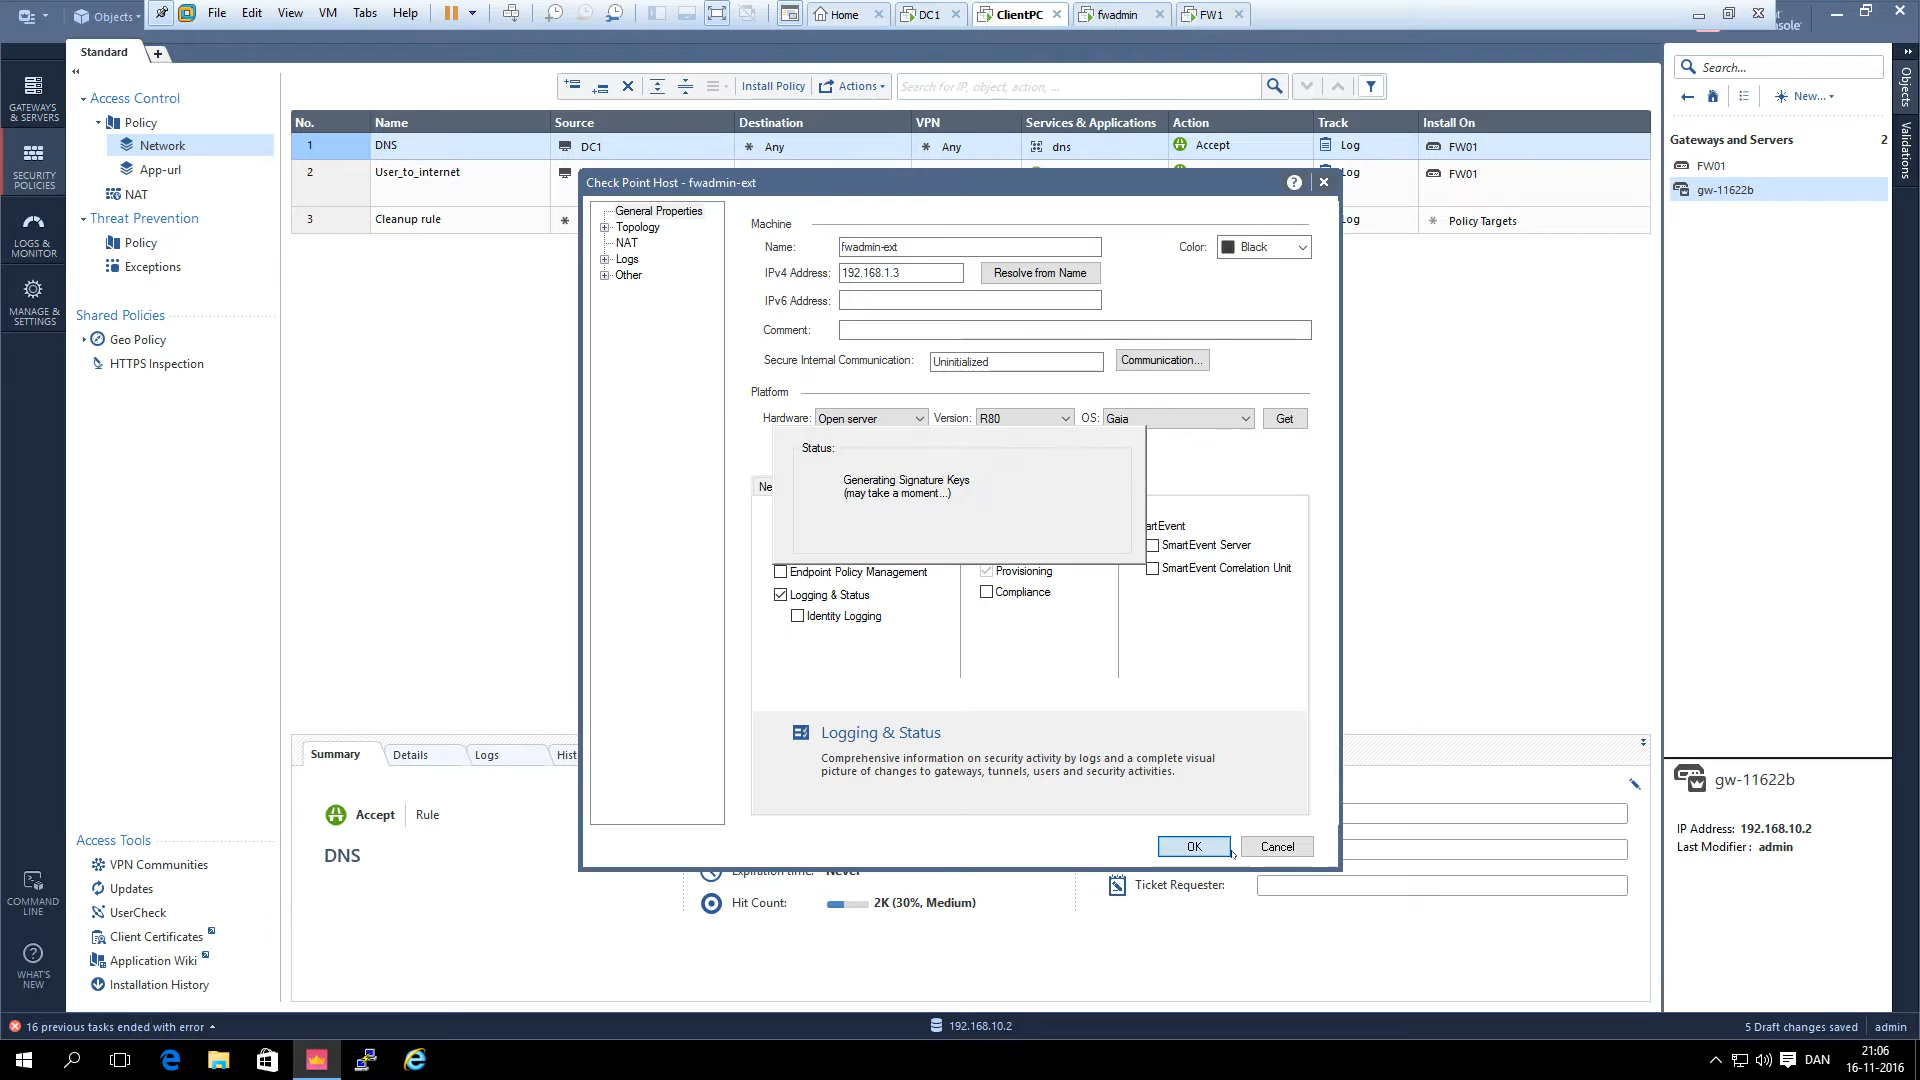 File Edit View VM Tabs Help
Home DC1 ClientPC fwadmin FW1
Objects
Standard
GATEWAYS & SERVERS
SECURITY POLICIES
LOGS & MONITOR
MANAGE & SETTINGS
COMMAND LINE
WHAT'S NEW
Access Control
Policy
Network
App-url
NAT
Threat Prevention
Policy
Exceptions
Shared Policies
Geo Policy
HTTPS Inspection
Access Tools
VPN Communities
Updates
UserCheck
Client Certificates
Application Wiki
Installation History
Install Policy Actions Search for IP, object, action, ...
No. Name Source Destination VPN Services & Applications Action Track Install On
1 DNS DC1 Any Any dns Accept Log FW01
2 User_to_internet Log FW01
3 Cleanup rule Log Policy Targets
Check Point Host - fwadmin-ext
General Properties
Topology
NAT
Logs
Other
Machine
Name: fwadmin-ext Color: Black
IPv4 Address: 192.168.1.3 Resolve from Name
IPv6 Address:
Comment:
Secure Internal Communication: Uninitialized Communication...
Platform
Hardware: Open server Version: R80 OS: Gaia Get
Status:
Generating Signature Keys
(may take a moment...)
Ne
artEvent
SmartEvent Server
SmartEvent Correlation Unit
Endpoint Policy Management Provisioning
Logging & Status Compliance
Identity Logging
Logging & Status
Comprehensive information on security activity by logs and a complete visual
picture of changes to gateways, tunnels, users and security activities.
OK Cancel
Summary Details Logs Hist
Accept Rule
DNS
Expiration time: Never
Hit Count: 2K (30%, Medium)
Ticket Requester:
Search...
New...
Gateways and Servers 2
FW01
gw-11622b
gw-11622b
IP Address: 192.168.10.2
Last Modifier : admin
Objects
Validations
16 previous tasks ended with error 192.168.10.2 5 Draft changes saved admin
DAN
21:06
16-11-2016